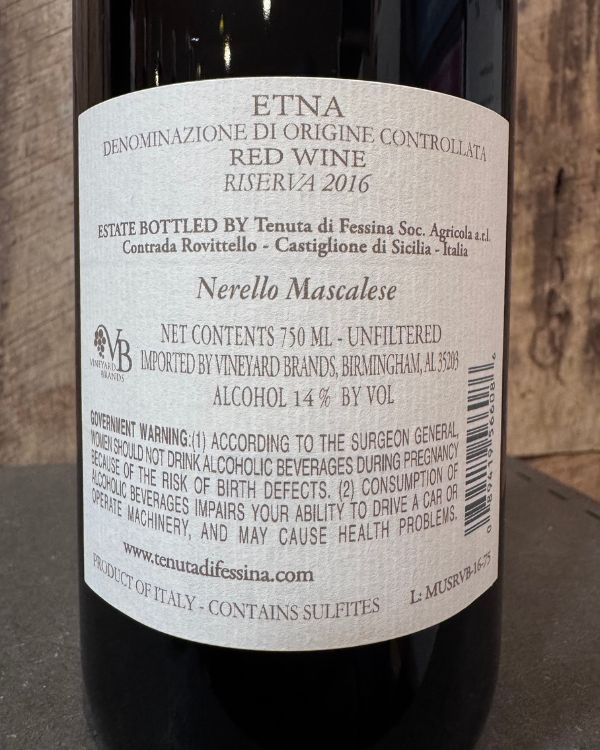 ETNA
DENOMINAZIONE DI ORIGINE CONTROLLATA
RED WINE
RISERVA 2016
ESTATE BOTTLED BY Tenuta di Fessina Soc. Agricola a.r.l.
Contrada Rovittello - Castiglione di Sicilia - Italia
Nerello Mascalese
NET CONTENTS 750 ML - UNFILTERED
VB
VINEYARD
BRANDS
IMPORTED BY VINEYARD BRANDS, BIRMINGHAM, AL 35203
ALCOHOL 14% BY VOL
GOVERNMENT WARNING:(1) ACCORDING TO THE SURGEON GENERAL,
WOMEN SHOULD NOT DRINK ALCOHOLIC BEVERAGES DURING PREGNANCY
BECAUSE OF THE RISK OF BIRTH DEFECTS. (2) CONSUMPTION OF
ALCOHOLIC BEVERAGES IMPAIRS YOUR ABILITY TO DRIVE A CAR OR
OPERATE MACHINERY, AND MAY CAUSE HEALTH PROBLEMS.
www.tenutadifessina.com
PRODUCT OF ITALY - CONTAINS SULFITES
L: MUSRVB-16-75